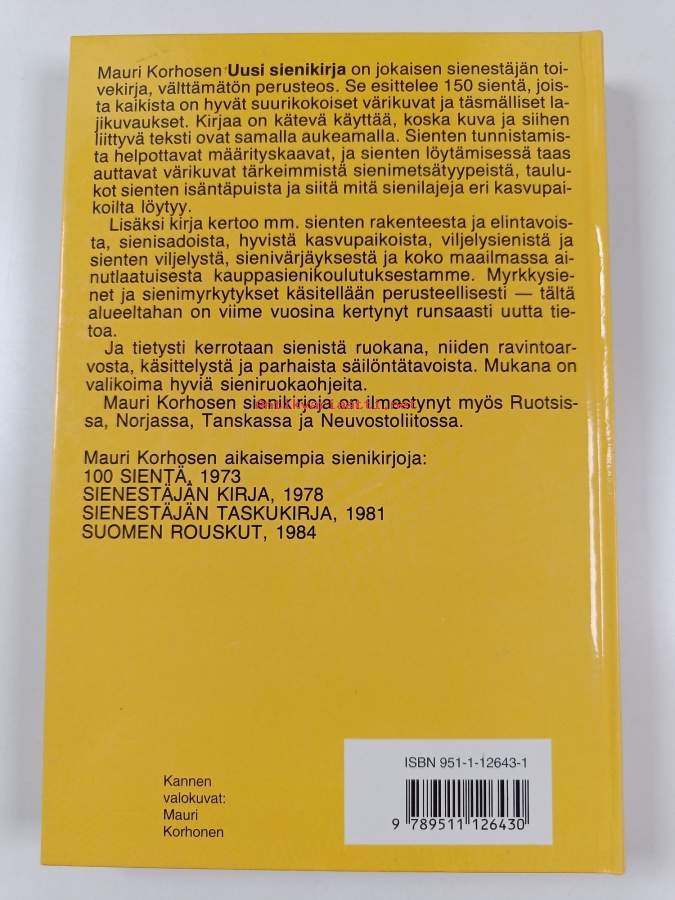 Mauri Korhosen Uusi sienikirja on jokaisen sienestäjän toi-
vekirja, välttämätön perusteos. Se esittelee 150 sientä, jois-
ta kaikista on hyvät suurikokoiset värikuvat ja täsmälliset la-
jikuvaukset. Kirjaa on kätevä käyttää, koska kuva ja siihen
liittyvä teksti ovat samalla aukeamalla. Sienten tunnistamis-
ta helpottavat määrityskaavat, ja sienten löytämisessä taas
auttavat värikuvat tärkeimmistä sienimetsätyypeistä, taulu-
kot sienten isäntäpuista ja siitä mitä sienilajeja eri kasvupai-
koilta löytyy.
Lisäksi kirja kertoo mm. sienten rakenteesta ja elintavois-
ta, sienisadoista, hyvistä kasvupaikoista, viljelysienistä ja
sienten viljelystä, sienivärjäyksestä ja koko maailmassa ai-
nutlaatuisesta kauppasienikoulutuksestamme. Myrkkysie-
net ja sienimyrkytykset käsitellään perusteellisesti — tältä
alueeltahan on viime vuosina kertynyt runsaasti uutta tie-
toa.
Ja tietysti kerrotaan sienistä ruokana, niiden ravintoar-
vosta, käsittelystä ja parhaista säilöntätavoista. Mukana on
valikoima hyviä sieniruokaohjeita.
Mauri Korhosen sienikirjoja on ilmestynyt myös Ruotsis-
sa, Norjassa, Tanskassa ja Neuvostoliitossa.
Mauri Korhosen aikaisempia sienikirjoja:
100 SIENTÄ, 1973
SIENESTÄJÄN KIRJA, 1978
SIENESTÄJÄN TASKUKIRJA, 1981
SUOMEN ROUSKUT, 1984
Kannen
valokuvat:
Mauri
Korhonen
ISBN 951-1-12643-1
9 789511 126430